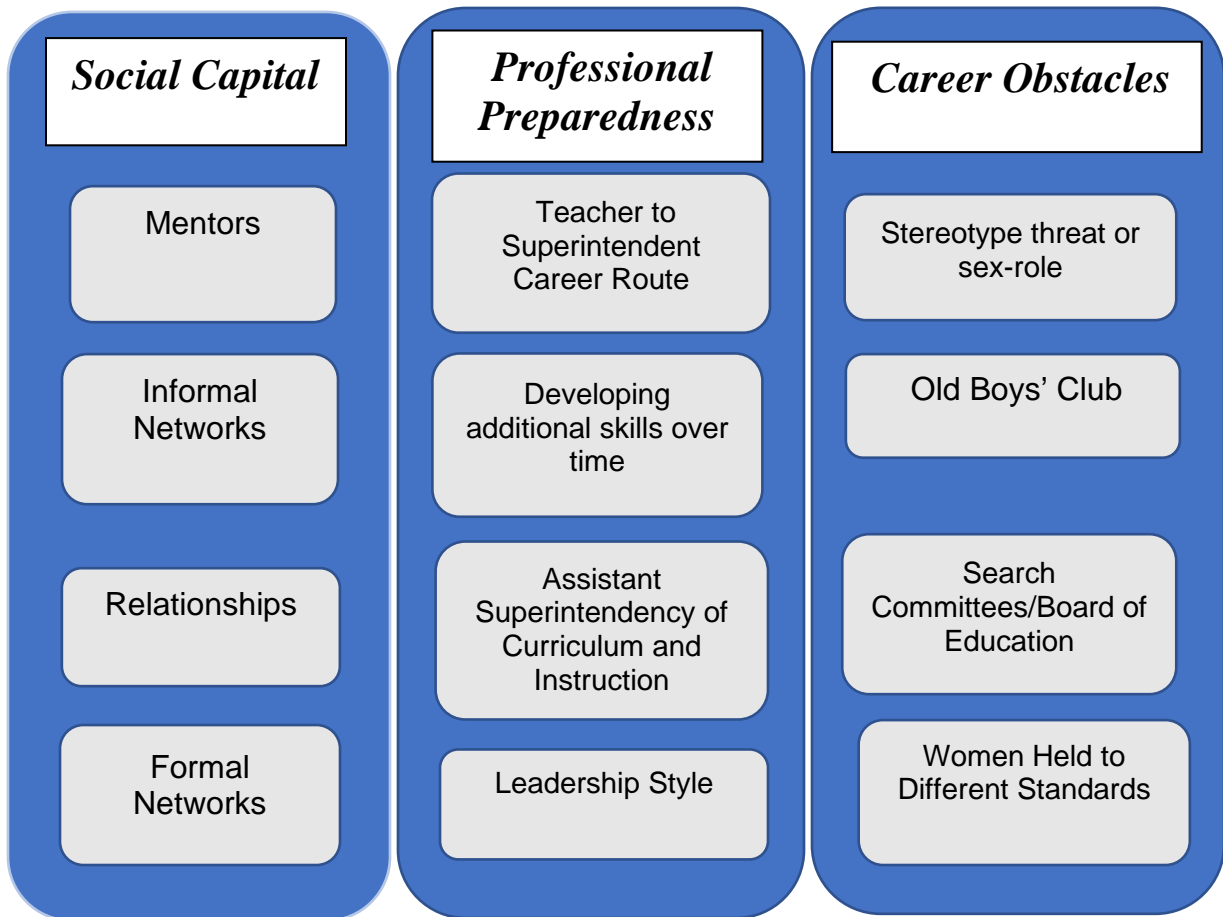 Social Capital
Mentors
Informal
Networks
Relationships
Formal
Networks
Professional
Preparedness
Teacher to
Superintendent
Career Route
Developing
additional skills over
time
Assistant
Superintendency of
Curriculum and
Instruction
Leadership Style
Career Obstacles
Stereotype threat or
sex-role
Old Boys’ Club
Search
Committees/Board of
Education
Women Held to
Different Standards